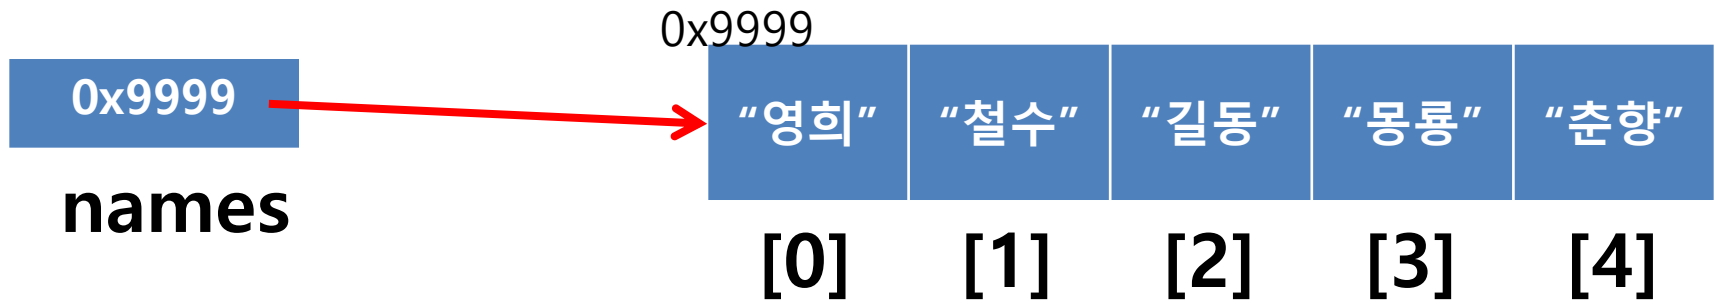 0x9999
0x9999
“영희” “철수” “길동” “몽룡” “춘향”
names
[0] [1] [2] [3] [4]